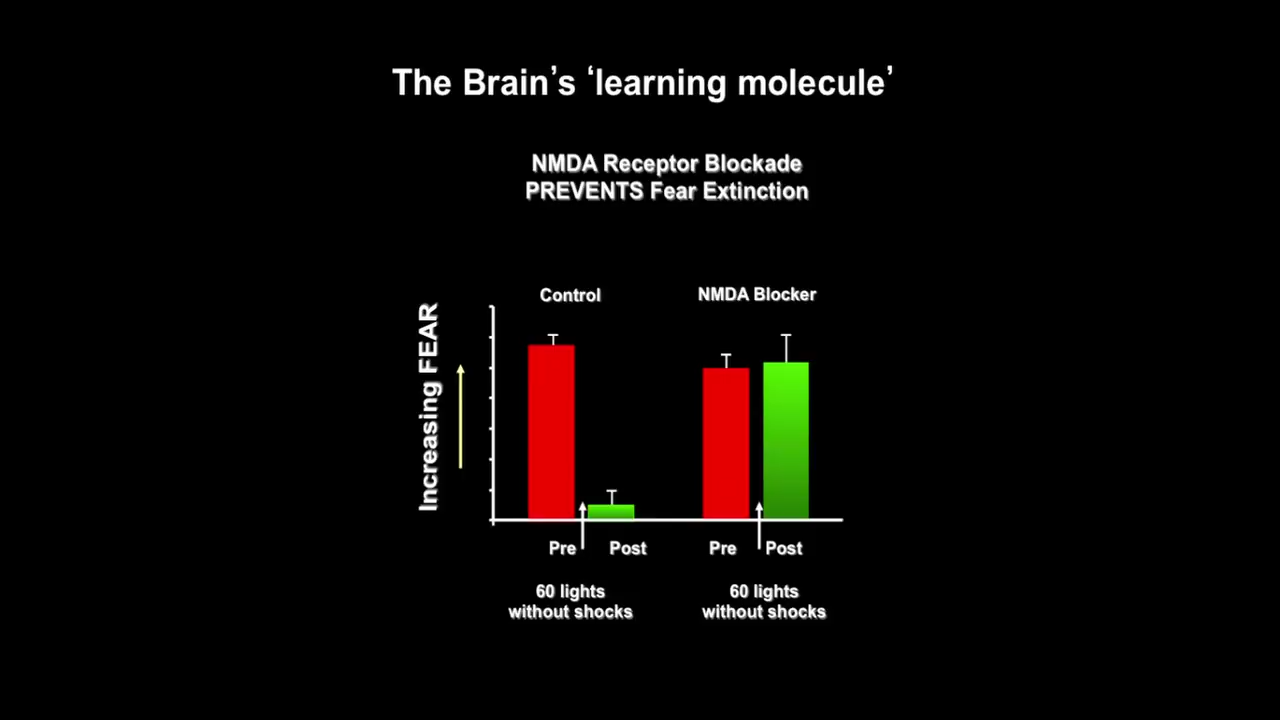 The Brain’s ‘learning molecule’
NMDA Receptor Blockade
PREVENTS Fear Extinction
Increasing FEAR
Control
NMDA Blocker
Pre
Post
Pre
Post
60 lights
without shocks
60 lights
without shocks